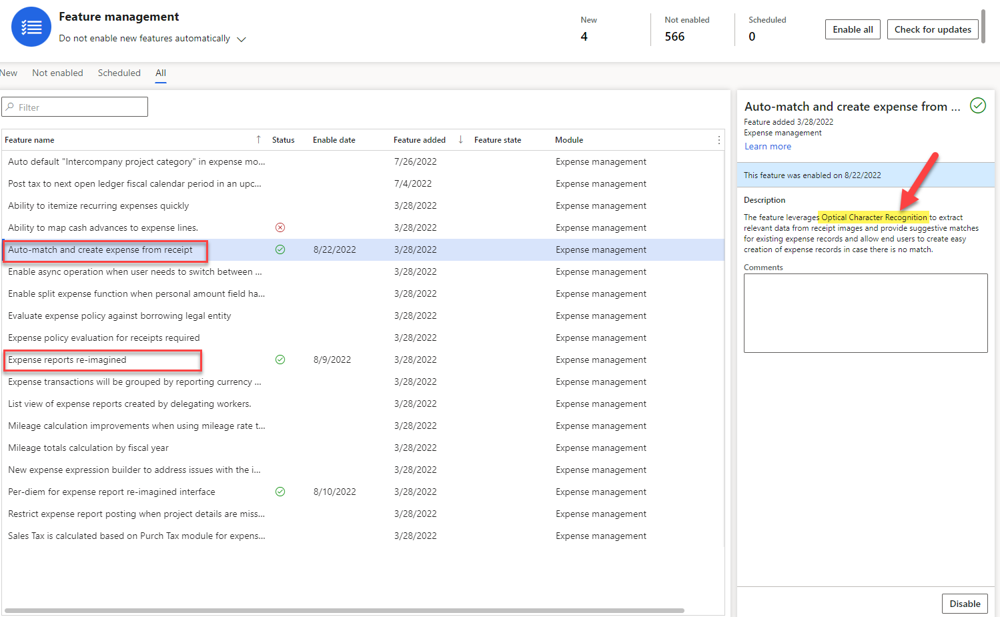 Feature management
Do not enable new features automatically
New
4
Not enabled
566
Scheduled
0
Enable all
Check for updates
New Not enabled Scheduled All
Filter
Feature name Status Enable date Feature added Feature state Module
Auto default "Intercompany project category" in expense mo... 7/26/2022 Expense management
Post tax to next open ledger fiscal calendar period in an upc... 7/4/2022 Expense management
Ability to itemize recurring expenses quickly 3/28/2022 Expense management
Ability to map cash advances to expense lines. 3/28/2022 Expense management
Auto-match and create expense from receipt 8/22/2022 3/28/2022 Expense management
Enable async operation when user needs to switch between ... 3/28/2022 Expense management
Enable split expense function when personal amount field ha... 3/28/2022 Expense management
Evaluate expense policy against borrowing legal entity 3/28/2022 Expense management
Expense policy evaluation for receipts required 3/28/2022 Expense management
Expense reports re-imagined 8/9/2022 3/28/2022 Expense management
Expense transactions will be grouped by reporting currency ... 3/28/2022 Expense management
List view of expense reports created by delegating workers. 3/28/2022 Expense management
Mileage calculation improvements when using mileage rate t... 3/28/2022 Expense management
Mileage totals calculation by fiscal year 3/28/2022 Expense management
New expense expression builder to address issues with the i... 3/28/2022 Expense management
Per-diem for expense report re-imagined interface 8/10/2022 3/28/2022 Expense management
Restrict expense report posting when project details are miss... 3/28/2022 Expense management
Sales Tax is calculated based on Purch Tax module for expens... 3/28/2022 Expense management
Auto-match and create expense from ...
Feature added 3/28/2022
Expense management
Learn more
This feature was enabled on 8/22/2022
Description
The feature leverages Optical Character Recognition to extract
relevant data from receipt images and provide suggestive matches
for existing expense records and allow end users to create easy
creation of expense records in case there is no match.
Comments
Disable